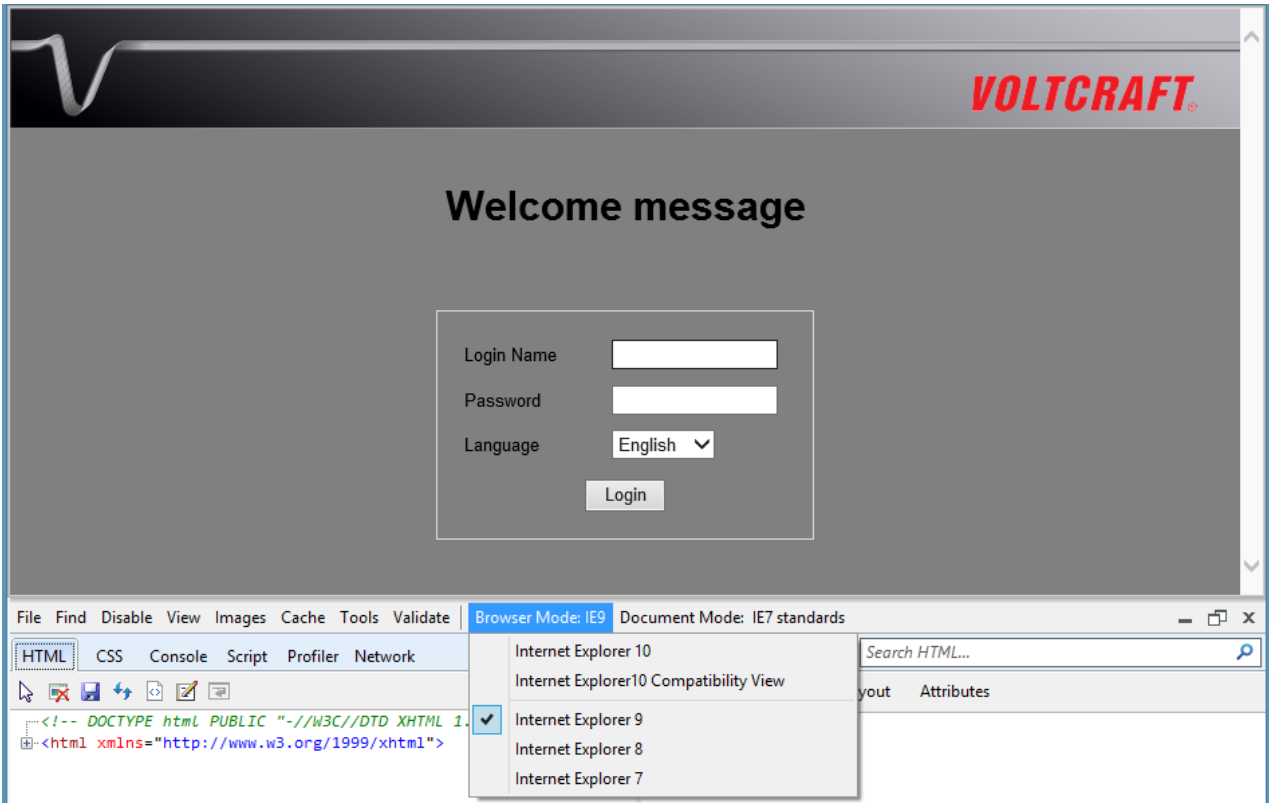 VOLTCRAFT®
Welcome message
Login Name
Password
Language English
Login
File Find Disable View Images Cache Tools Validate Browser Mode: IE9 Document Mode: IE7 standards
HTML CSS Console Script Profiler Network Search HTML...
Internet Explorer 10
Internet Explorer10 Compatibility View
yout Attributes
<!-- DOCTYPE html PUBLIC "-//W3C//DTD XHTML 1.
Internet Explorer 9
<html xmlns="http://www.w3.org/1999/xhtml">
Internet Explorer 8
Internet Explorer 7